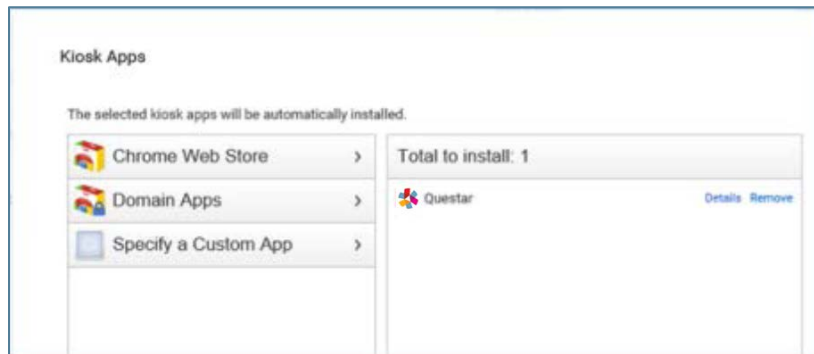 Kiosk Apps
The selected kiosk apps will be automatically installed.
Chrome Web Store >
Domain Apps >
Specify a Custom App >
Total to install: 1
Questar Details Remove